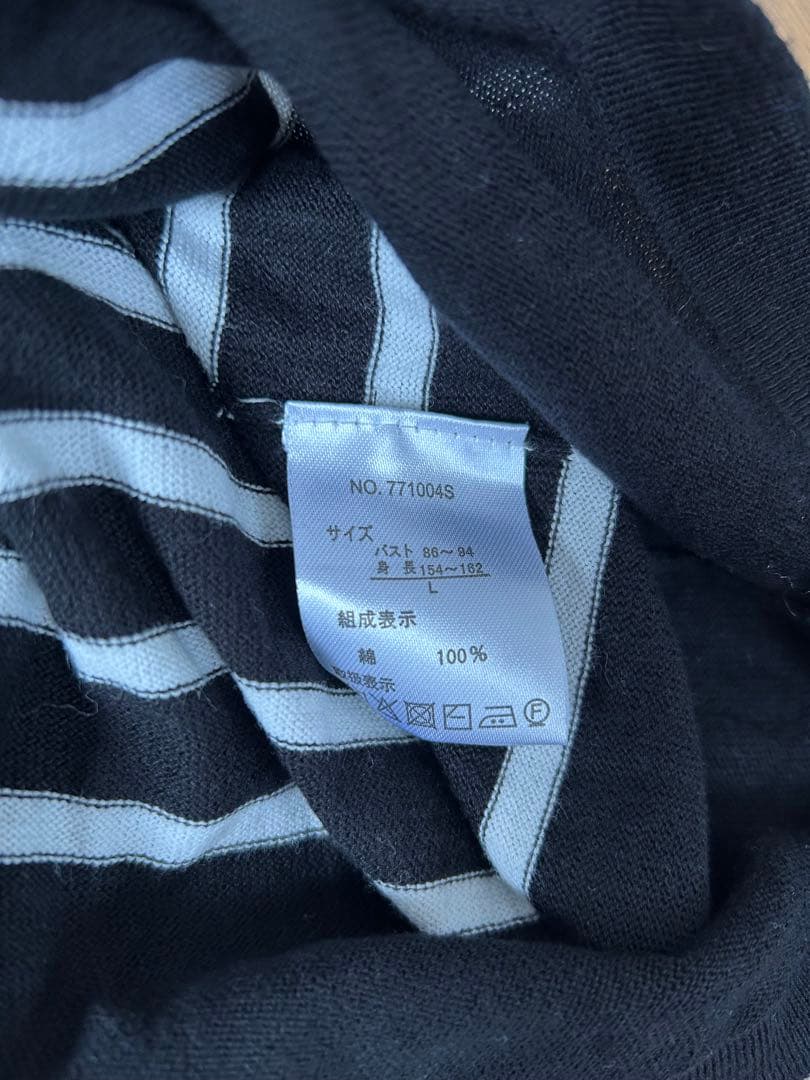 NO. 771004S
サイズ
バスト 86〜94
身 長 154〜162
L
組成表示
綿 100%
取扱表示
F